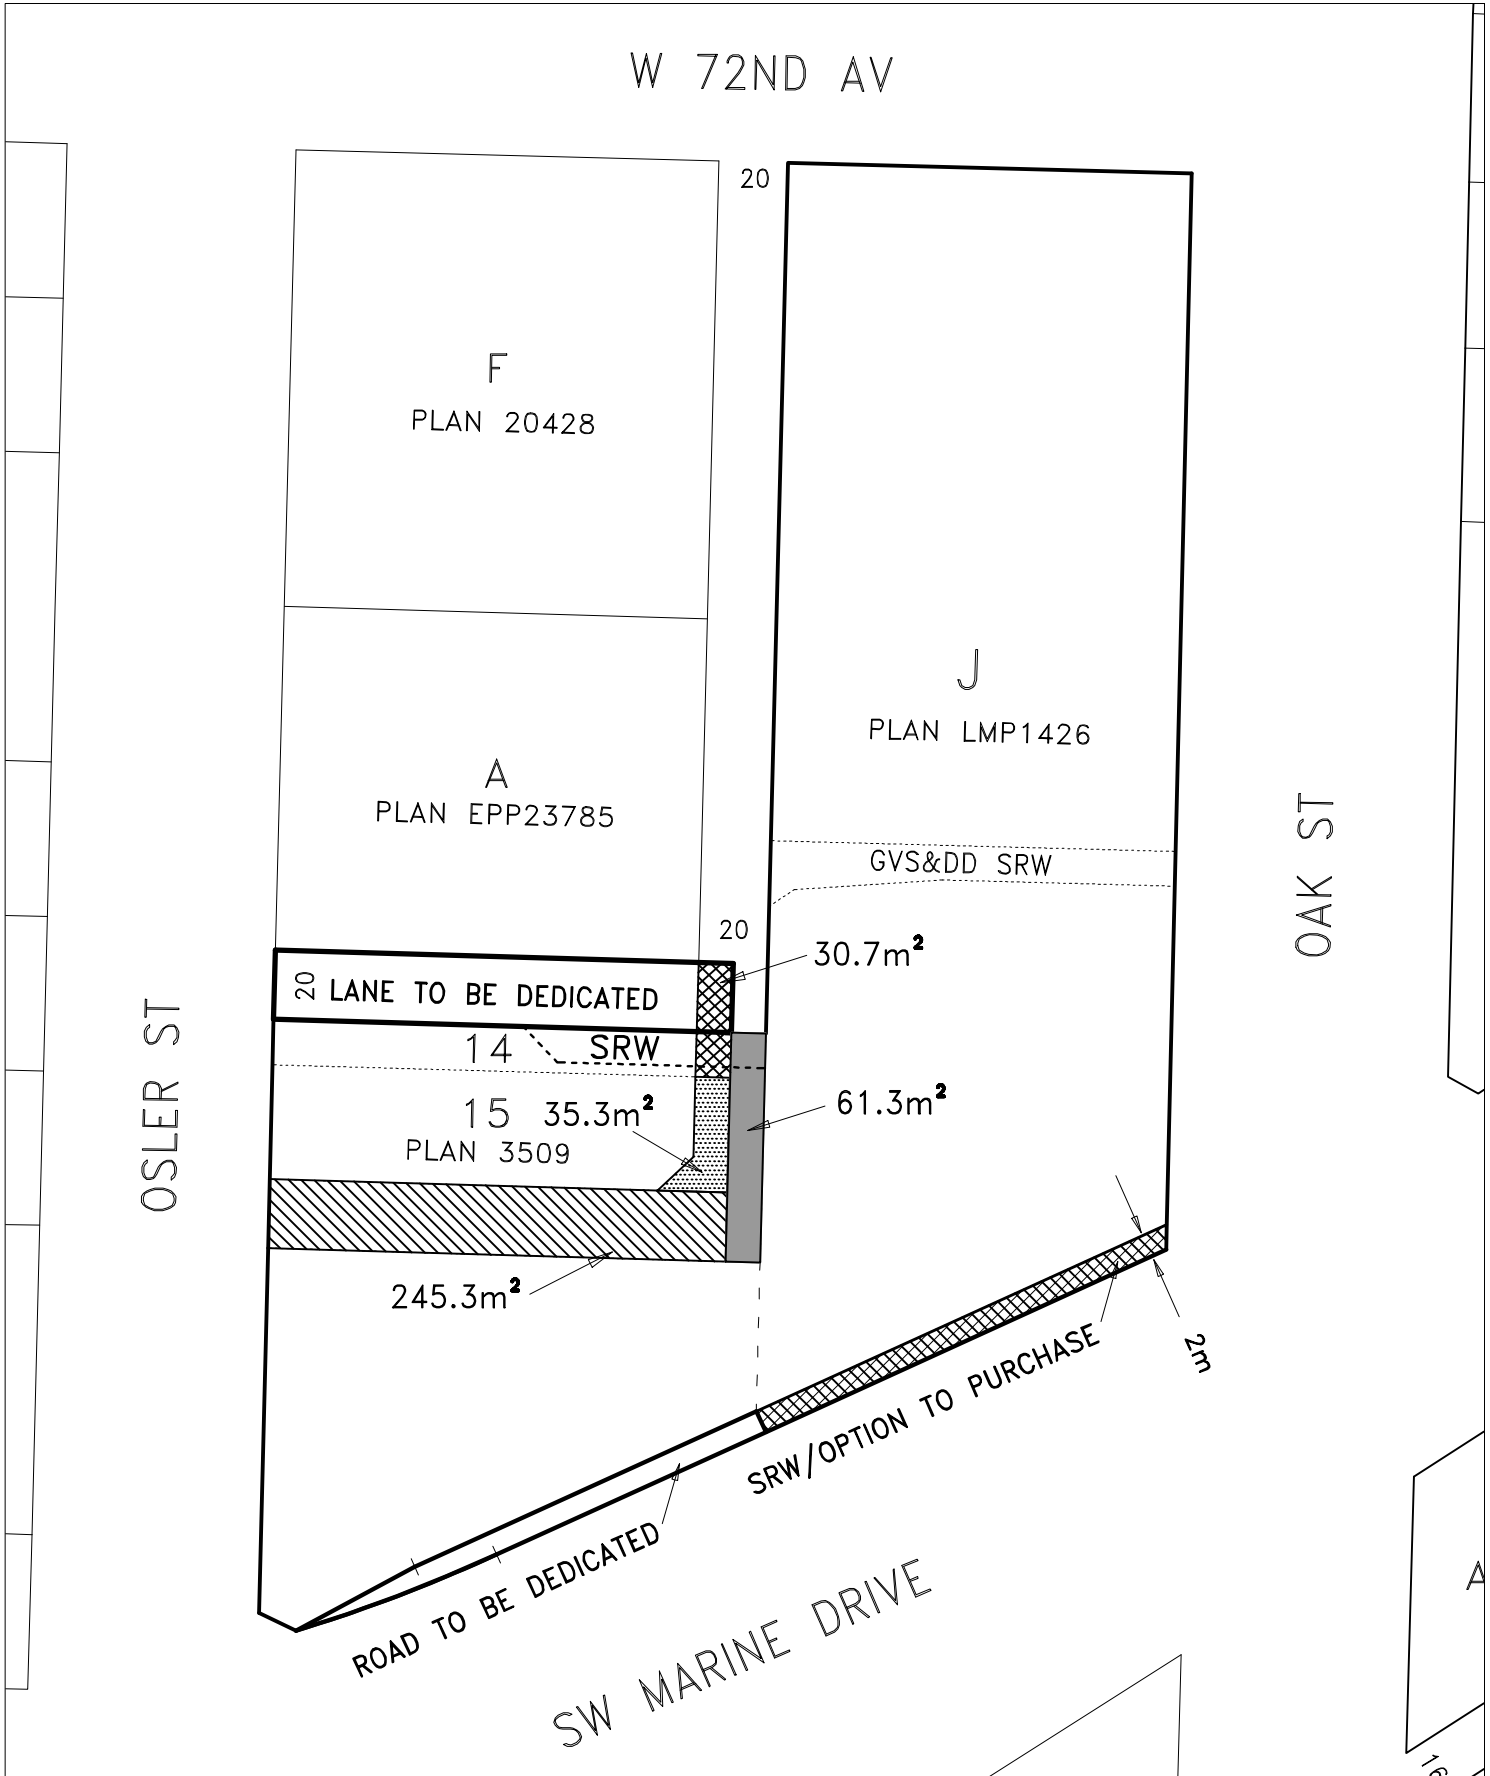 W 72ND AV
20
F
PLAN 20428
J
PLAN LMP1426
A
PLAN EPP23785
GVS&DD SRW
OAK ST
20
30.7m²
20
LANE TO BE DEDICATED
14
SRW
OSLER ST
15
35.3m²
61.3m²
PLAN 3509
245.3m²
2m
SRW/OPTION TO PURCHASE
ROAD TO BE DEDICATED
SW MARINE DRIVE
A
16